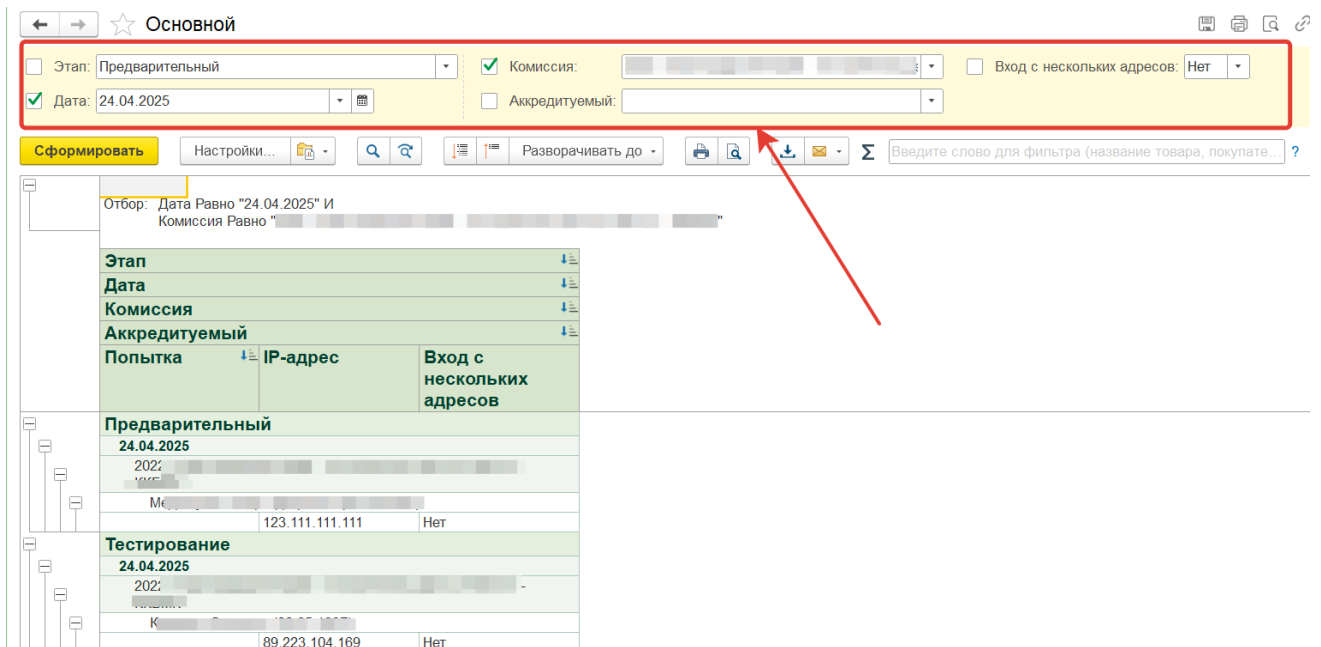 Основной
Этап: Предварительный Комиссия: Вход с нескольких адресов: Нет
Дата: 24.04.2025 Аккредитуемый:
Сформировать Настройки... Разворачивать до Σ Введите слово для фильтра (название товара, покупате... ?
Отбор: Дата Равно "24.04.2025" И
Комиссия Равно " "
Этап
Дата
Комиссия
Аккредитуемый
Попытка IP-адрес Вход с
нескольких
адресов
Предварительный
24.04.2025
123.111.111.111 Нет
Тестирование
24.04.2025
89.223.104.169 Нет